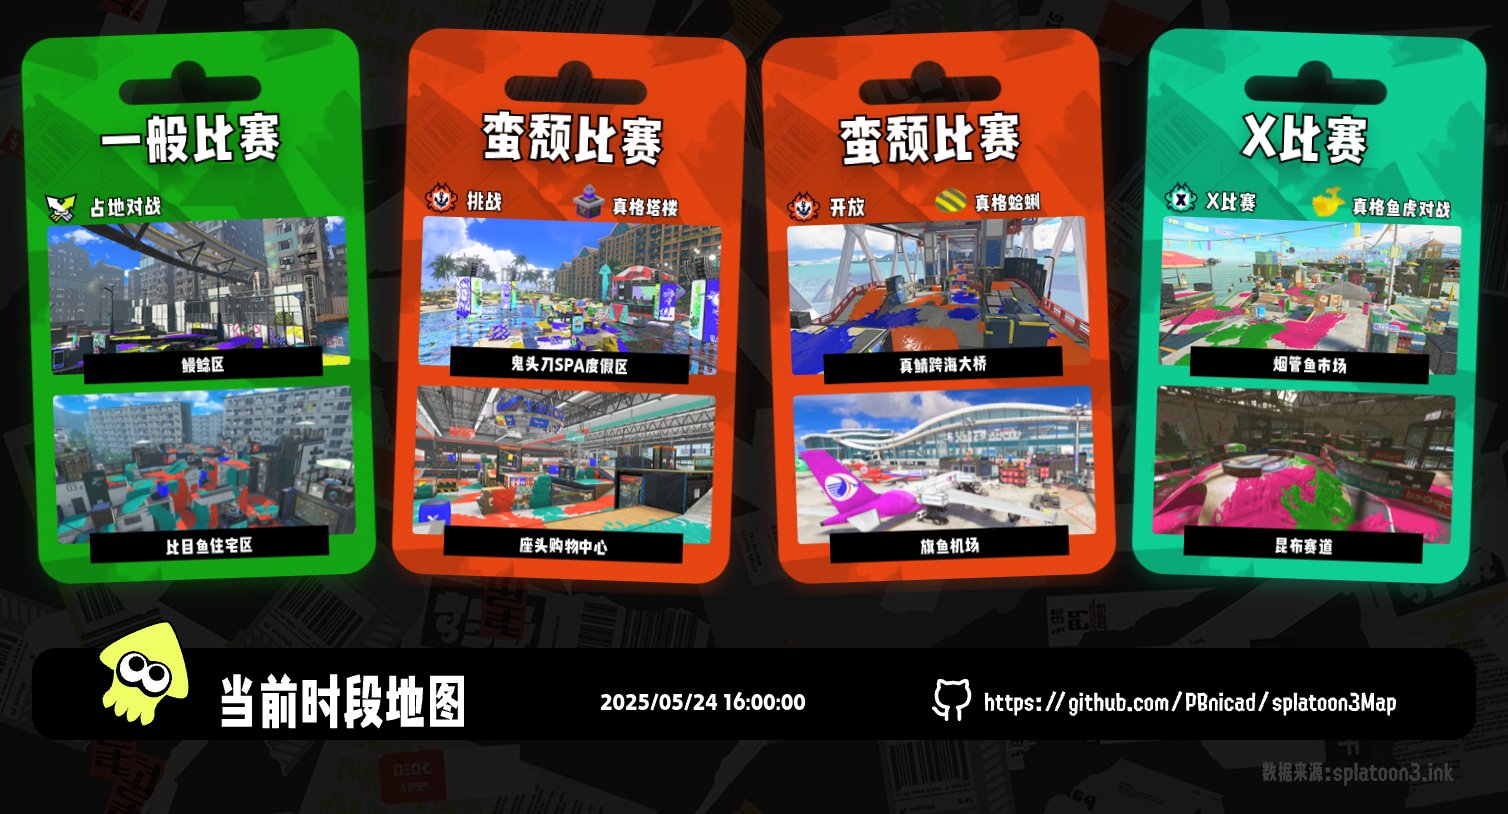 一般比赛
占地对战
鳗鲶区
比目鱼住宅区
蛮颓比赛
挑战
真格塔楼
鬼头刀SPA度假区
座头购物中心
蛮颓比赛
开放
真格蛤蜊
真鲭跨海大桥
旗鱼机场
X比赛
X比赛
真格鱼虎对战
烟管鱼市场
昆布赛道
当前时段地图
2025/05/24 16:00:00
https://github.com/PBnicad/splatoon3Map
数据来源:splatoon3.ink